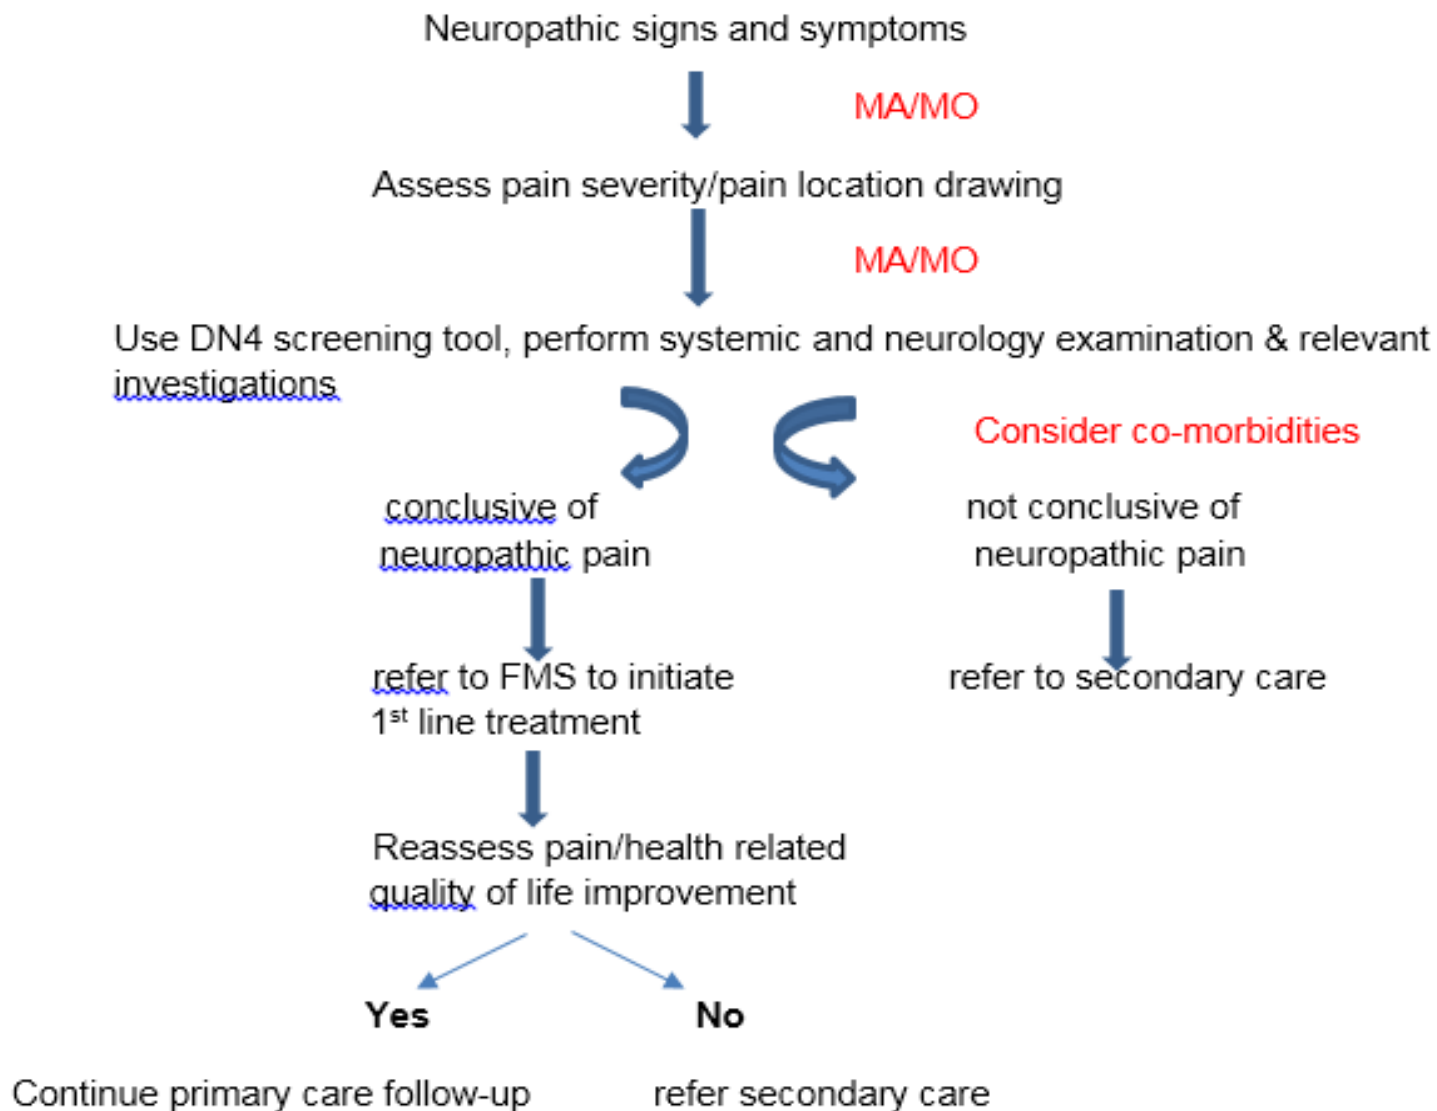 Neuropathic signs and symptoms
MA/MO
Assess pain severity/pain location drawing
MA/MO
Use DN4 screening tool, perform systemic and neurology examination & relevant
investigations
Consider co-morbidities
conclusive of
neuropathic pain
not conclusive of
neuropathic pain
refer to FMS to initiate
1st line treatment
refer to secondary care
Reassess pain/health related
quality of life improvement
Yes
No
Continue primary care follow-up
refer secondary care